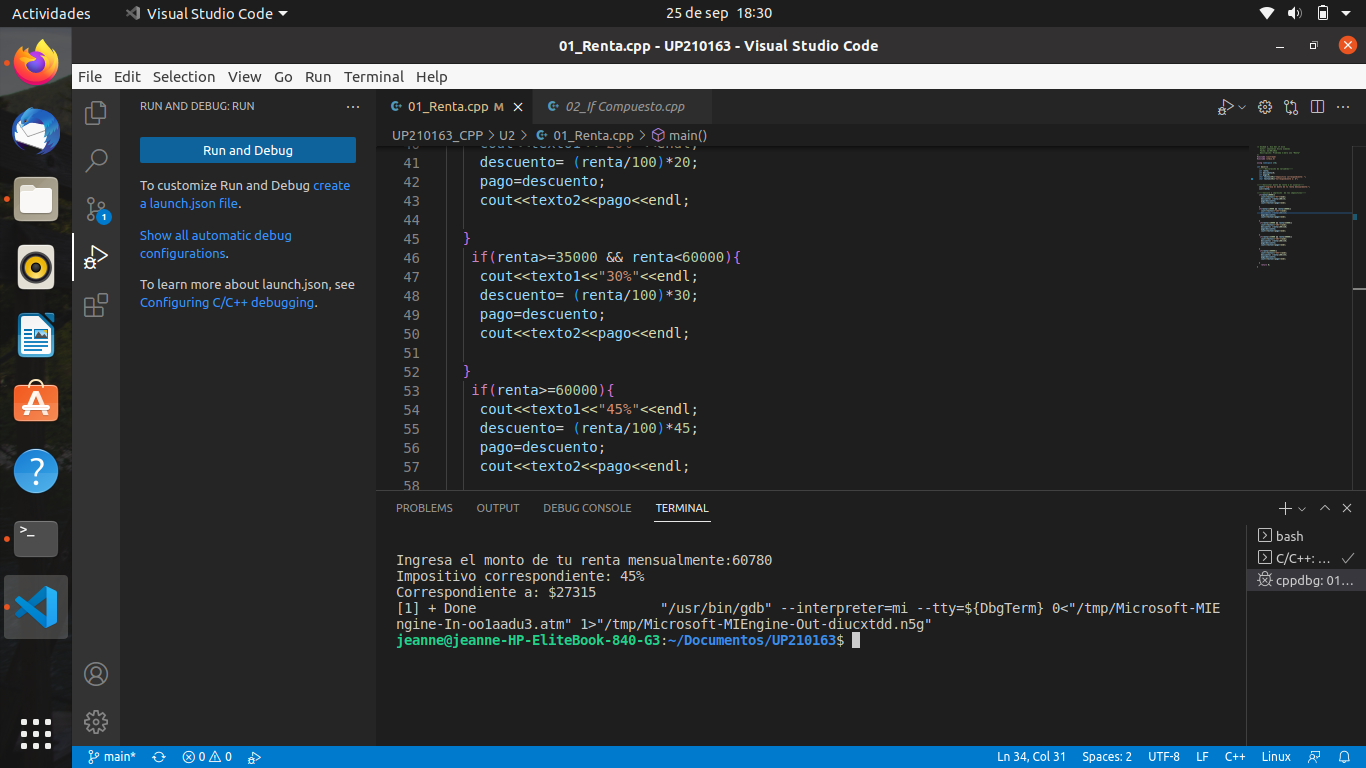 Actividades Visual Studio Code 25 de sep 18:30
01_Renta.cpp - UP210163 - Visual Studio Code
File Edit Selection View Go Run Terminal Help
RUN AND DEBUG: RUN ...
Run and Debug
To customize Run and Debug create
a launch.json file.
Show all automatic debug
configurations.
To learn more about launch.json, see
Configuring C/C++ debugging.
1
01_Renta.cpp M 02_If Compuesto.cpp
UP210163_CPP > U2 > 01_Renta.cpp > main()
41 descuento= (renta/100)*20;
42 pago=descuento;
43 cout<<texto2<<pago<<endl;
44
45 }
46 if(renta>=35000 && renta<60000){
47 cout<<texto1<<"30%"<<endl;
48 descuento= (renta/100)*30;
49 pago=descuento;
50 cout<<texto2<<pago<<endl;
51
52 }
53 if(renta>=60000){
54 cout<<texto1<<"45%"<<endl;
55 descuento= (renta/100)*45;
56 pago=descuento;
57 cout<<texto2<<pago<<endl;
58
PROBLEMS OUTPUT DEBUG CONSOLE TERMINAL
Ingresa el monto de tu renta mensualmente:60780
Impositivo correspondiente: 45%
Correspondiente a: $27315
[1] + Done "/usr/bin/gdb" --interpreter=mi --tty=${DbgTerm} 0<"/tmp/Microsoft-MIE
ngine-In-oo1aadu3.atm" 1>"/tmp/Microsoft-MIEngine-Out-diucxtdd.n5g"
jeanne@jeanne-HP-EliteBook-840-G3:~/Documentos/UP210163$
bash
C/C++: ...
cppdbg: 01...
main* 0 0 Ln 34, Col 31 Spaces: 2 UTF-8 LF C++ Linux